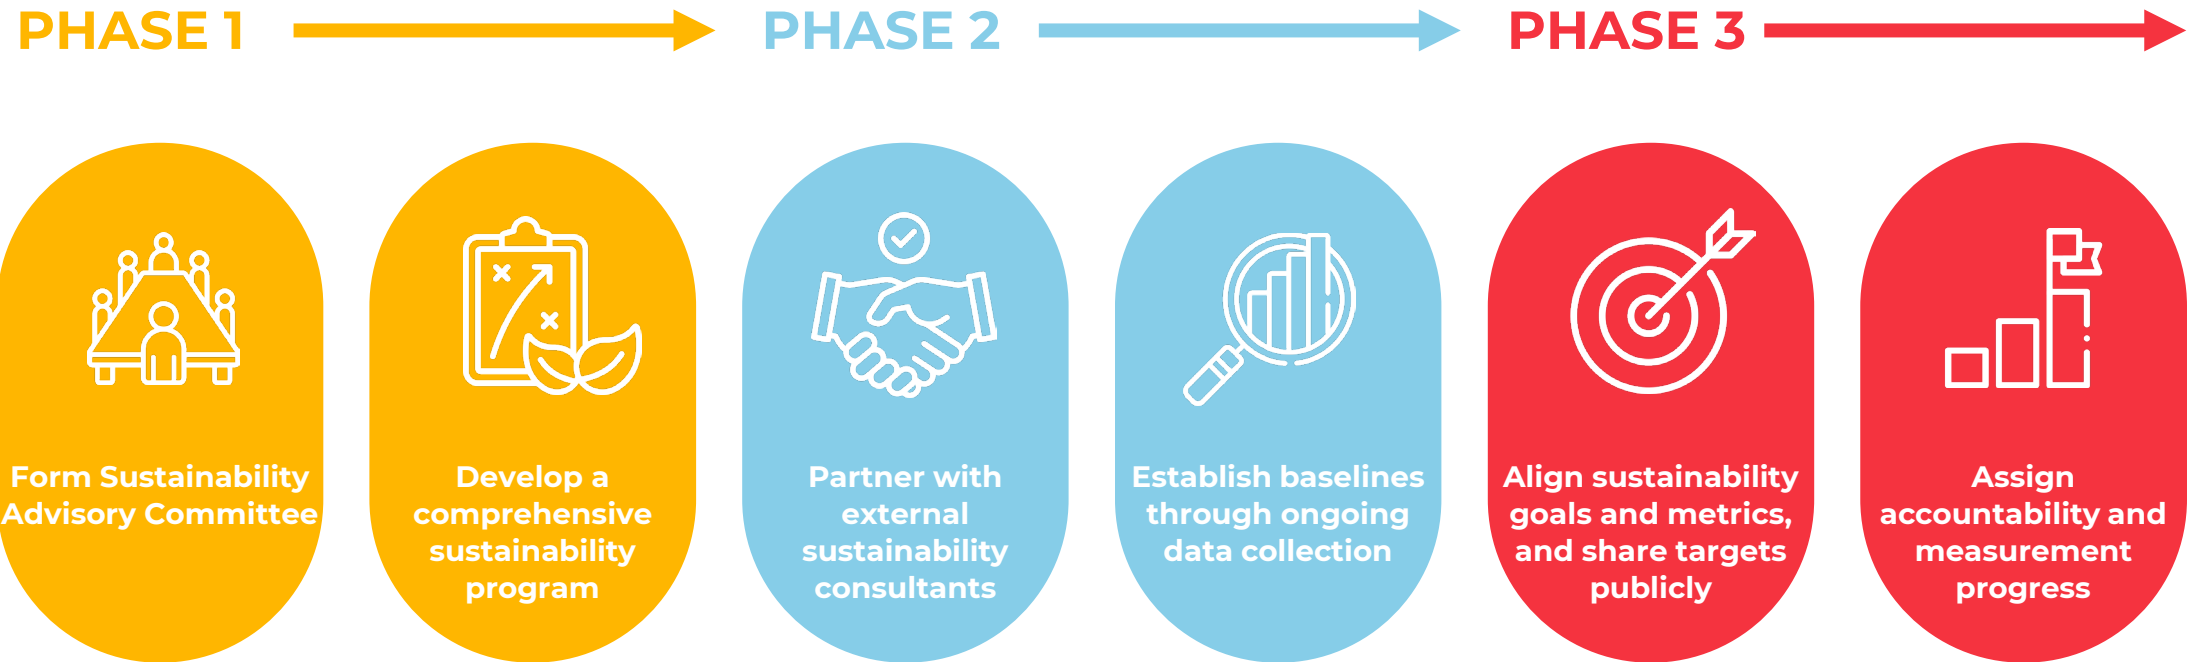 PHASE 1
PHASE 2
PHASE 3
Form Sustainability
Advisory Committee
Develop a
comprehensive
sustainability
program
Partner with
external
sustainability
consultants
Establish baselines
through ongoing
data collection
Align sustainability
goals and metrics,
and share targets
publicly
Assign
accountability and
measurement
progress